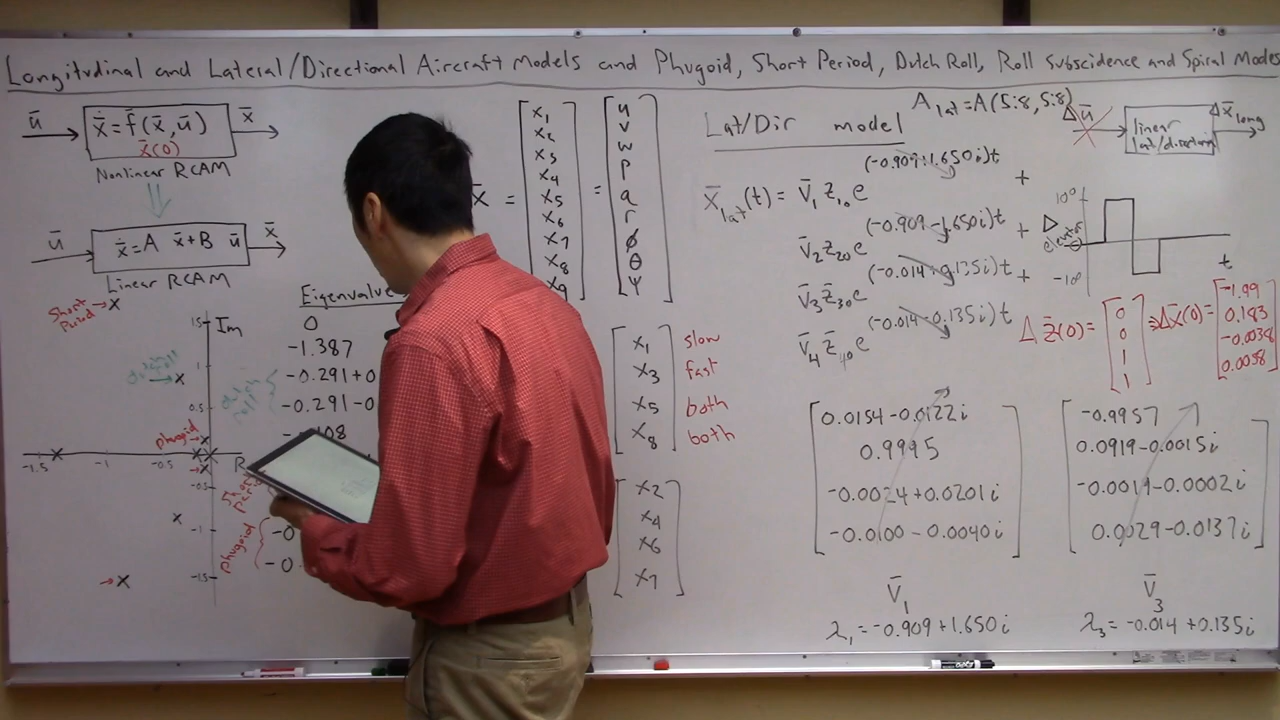 Longitudinal and Lateral/Directional Aircraft Models and Phugoid, Short Period, Dutch Roll, Roll Subscidence and Spiral Modes
ū
ẋ̄ = f̄(x̄,ū)
x̄(0)
x̄
Nonlinear RCAM
ū
ẋ̄ = A x̄ + B ū
x̄
Linear RCAM
Short Period
Im
1.5
1
0.5
phugoid
-1.5
-1
-0.5
-0.5
-1
-1.5
Eigenvalue
0
-1.387
-0.291+0
-0.291-0
phugoid
-0
-0.
x̄ =
x₁
x₂
x₃
x₄
x₅
x₆
x₇
x₈
x₉
=
u
v
w
p
q
r
φ
θ
ψ
x₁ slow
x₃ fast
x₅ both
x₈ both
x₂
x₄
x₆
x₇
Lat/Dir model
A lat = A(5:8, 5:8)
x̄ lat (t) = V̄₁ z₁₀ e (-0.909+1.650i)t +
V̄₂ z₂₀ e (-0.909-1.650i)t +
V̄₃ z̄₃₀ e (-0.014+0.135i)t +
V̄₄ z̄₄₀ e (-0.014-0.135i)t
Δū
linear
lat/direction
Δx̄ long
10°
-10°
t
Δz̄(0) =
0
0
1
1
⇒ Δx̄(0) =
-1.99
0.183
-0.0038
0.0058
0.0154-0.0122i
0.9995
-0.0024+0.0201i
-0.0100-0.0040i
V̄₁
λ₁ = -0.909+1.650i
-0.9957
0.0919-0.0015i
-0.0019-0.0002i
0.0029-0.0137i
V̄₃
λ₃ = -0.014+0.135i
EXPO